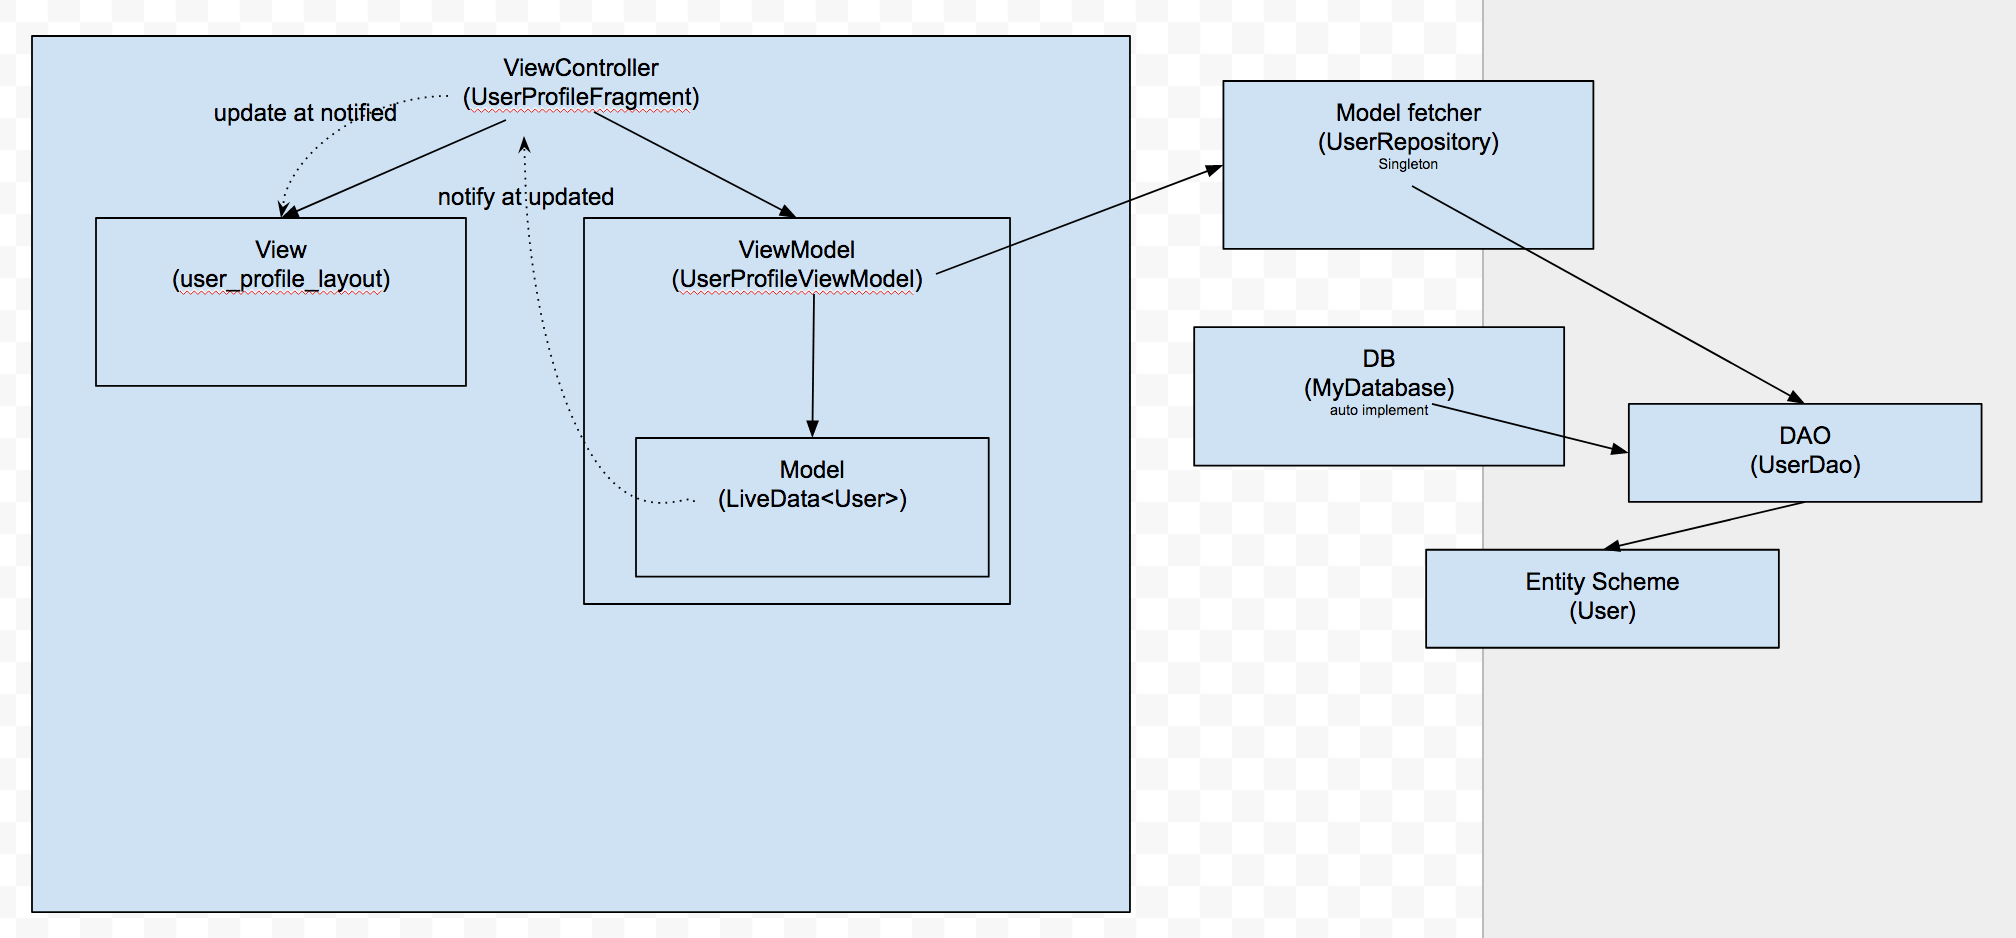 ViewController
(UserProfileFragment)
update at notified
notify at updated
View
(user_profile_layout)
ViewModel
(UserProfileViewModel)
Model
(LiveData<User>)
Model fetcher
(UserRepository)
Singleton
DB
(MyDatabase)
auto implement
DAO
(UserDao)
Entity Scheme
(User)